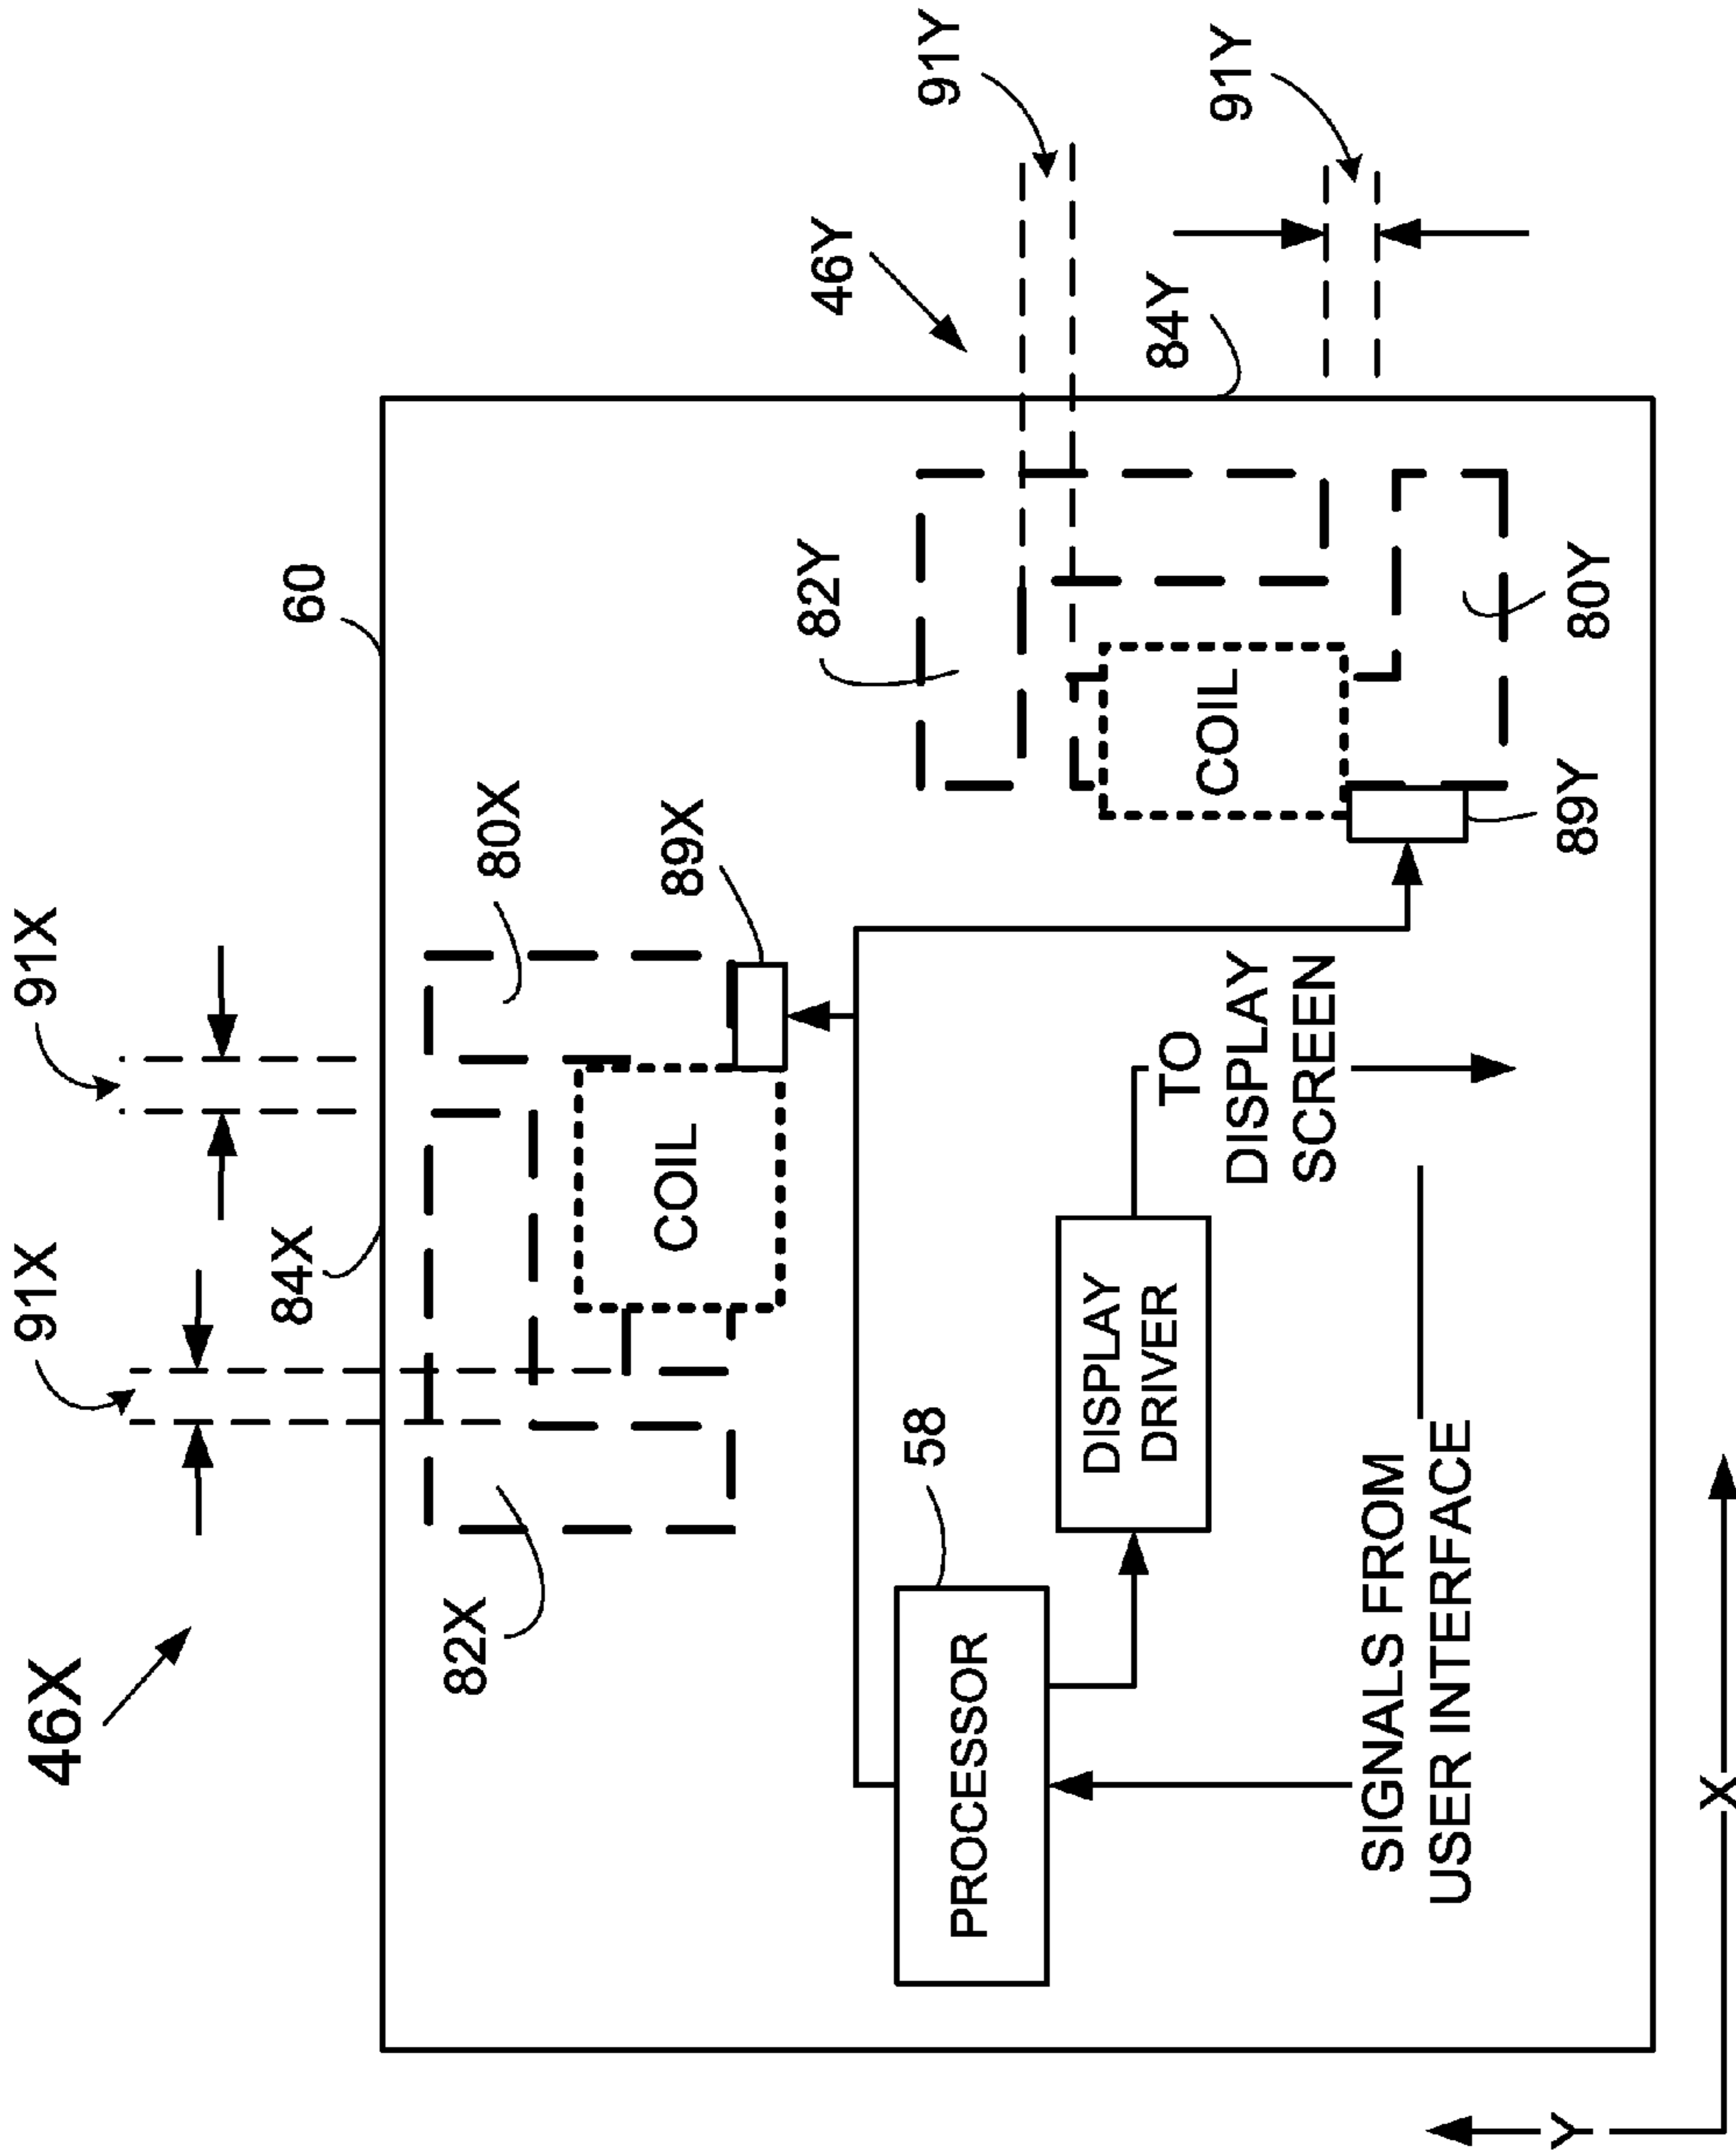 46X
91X
91X
84X
60
82X
80X
COIL
89X
82Y
46Y
91Y
58
PROCESSOR
DISPLAY
DRIVER
TO
DISPLAY
SCREEN
COIL
84Y
91Y
SIGNALS FROM
USER INTERFACE
89Y
80Y
Y
X